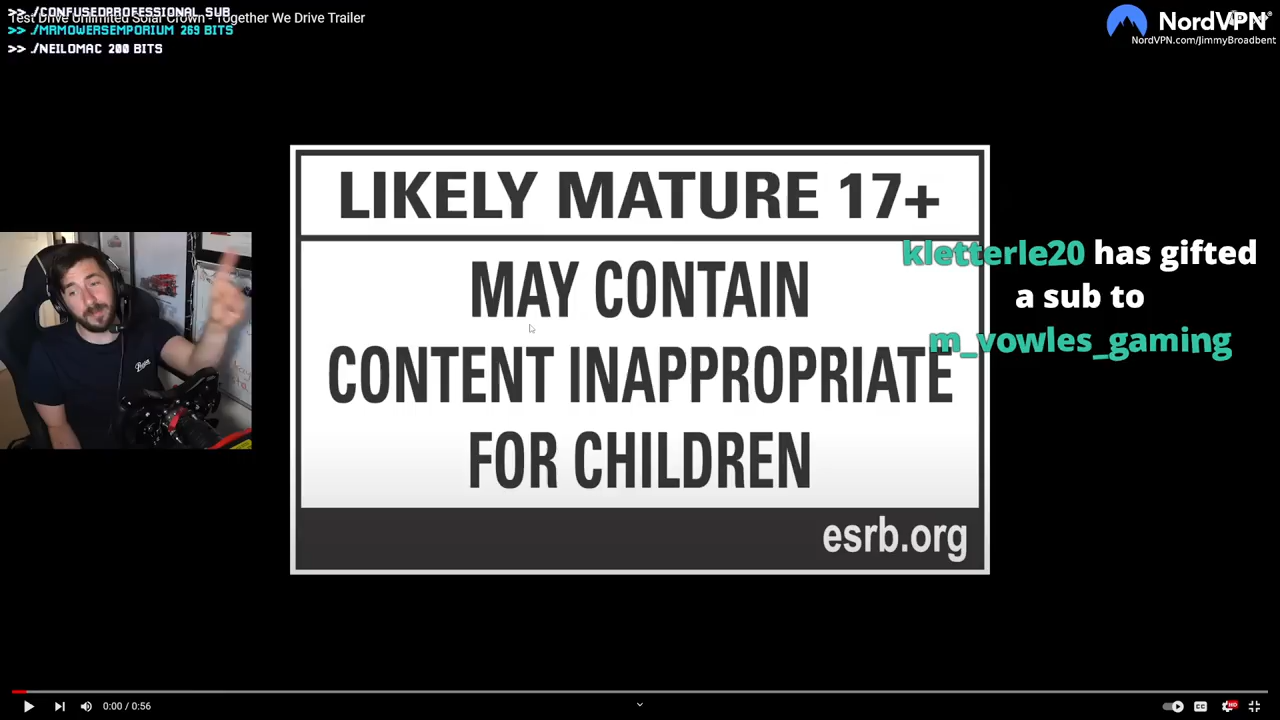 >> ./CONFUSEDPROFESSIONAL SUB
Test Drive Unlimited Solar Crown - Together We Drive Trailer
>> ./MRMOWERSEMPORIUM 269 BITS
>> ./NEILOMAC 200 BITS
NordVPN®
NordVPN.com/JimmyBroadbent
LIKELY MATURE 17+
MAY CONTAIN
CONTENT INAPPROPRIATE
FOR CHILDREN
esrb.org
kletterle20 has gifted
a sub to
m_vowles_gaming
0:00 / 0:56
CC
HD